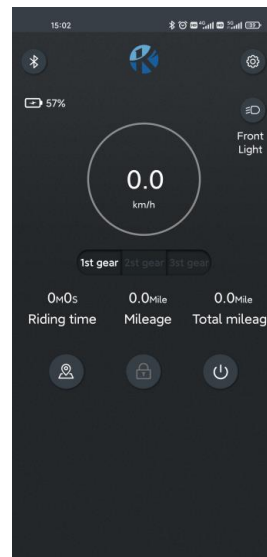 15:02
57%
Front
Light
0.0
km/h
1st gear 2st gear 3st gear
0M0S 0.0Mile 0.0Mile
Riding time Mileage Total mileag